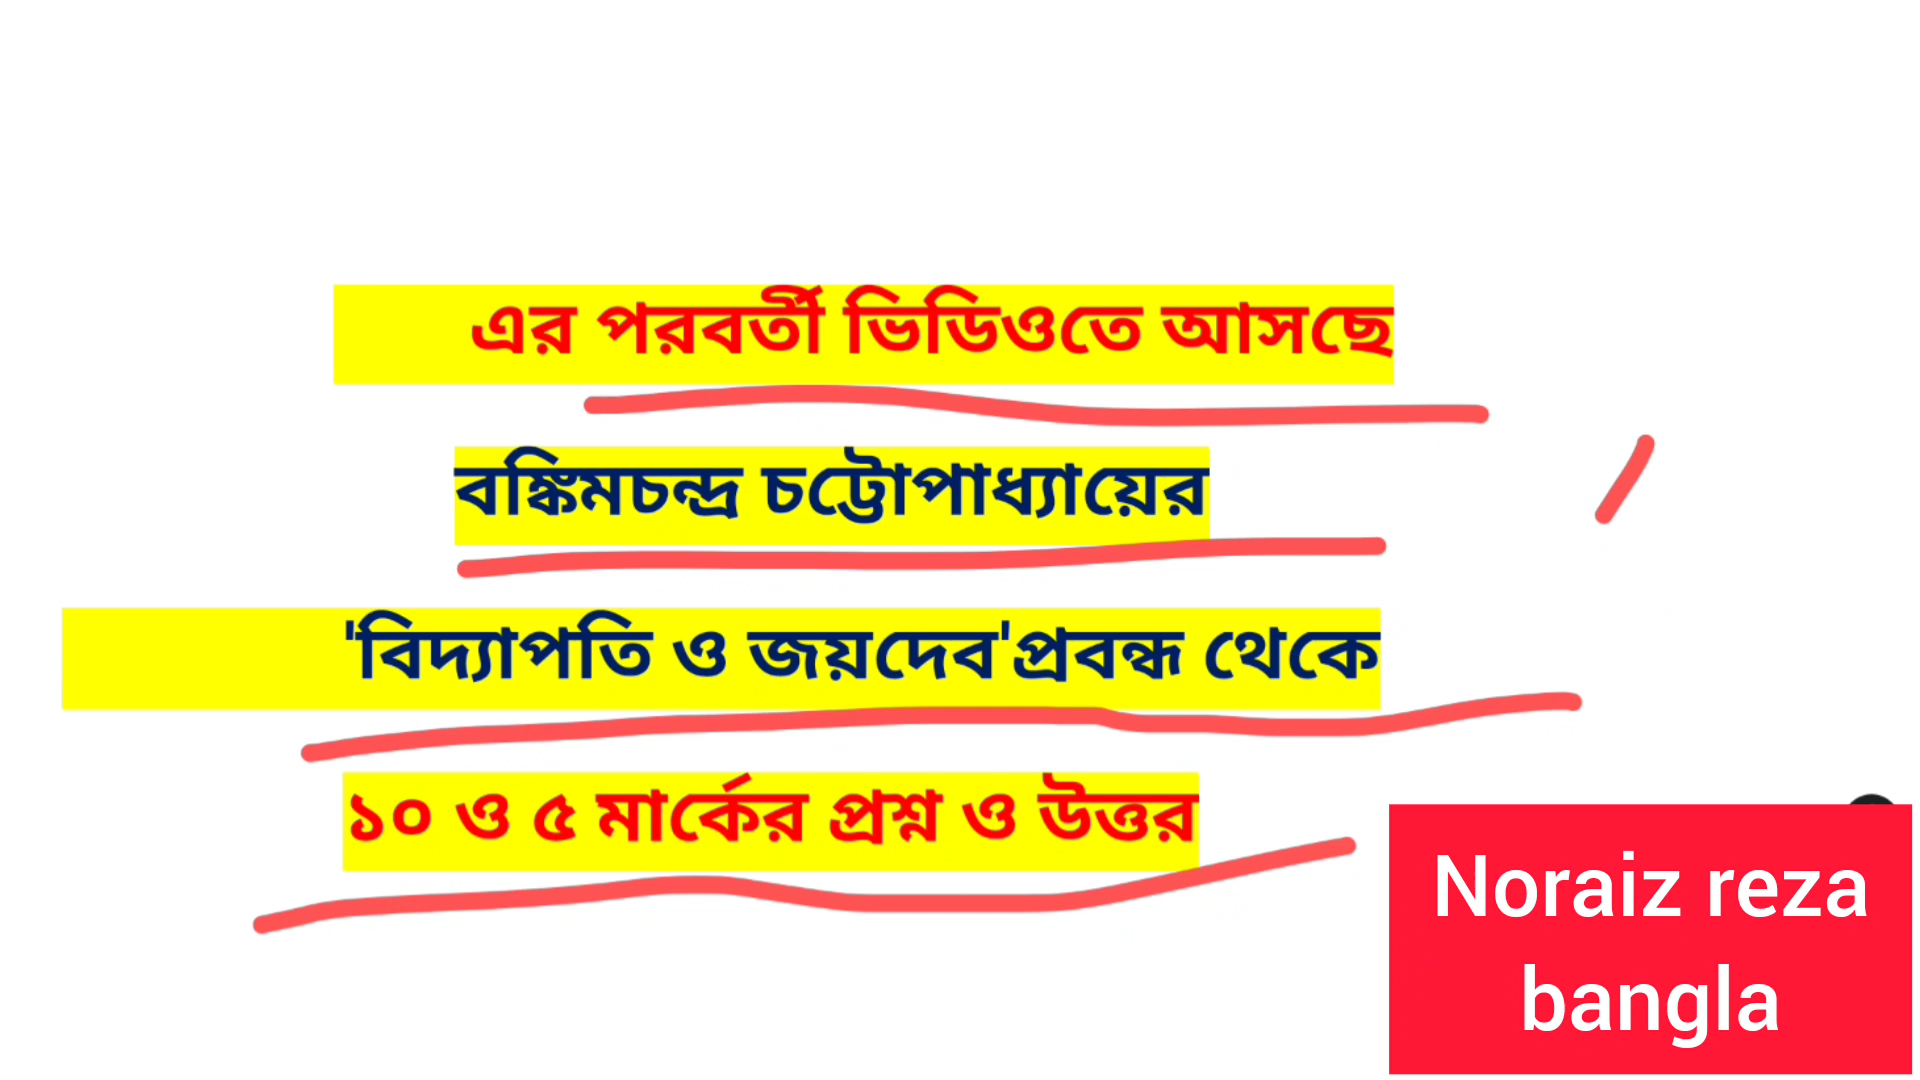 এর পরবর্তী ভিডিওতে আসছে
বঙ্কিমচন্দ্র চট্টোপাধ্যায়ের
'বিদ্যাপতি ও জয়দেব'প্রবন্ধ থেকে
১০ ও ৫ মার্কের প্রশ্ন ও উত্তর
Noraiz reza
bangla